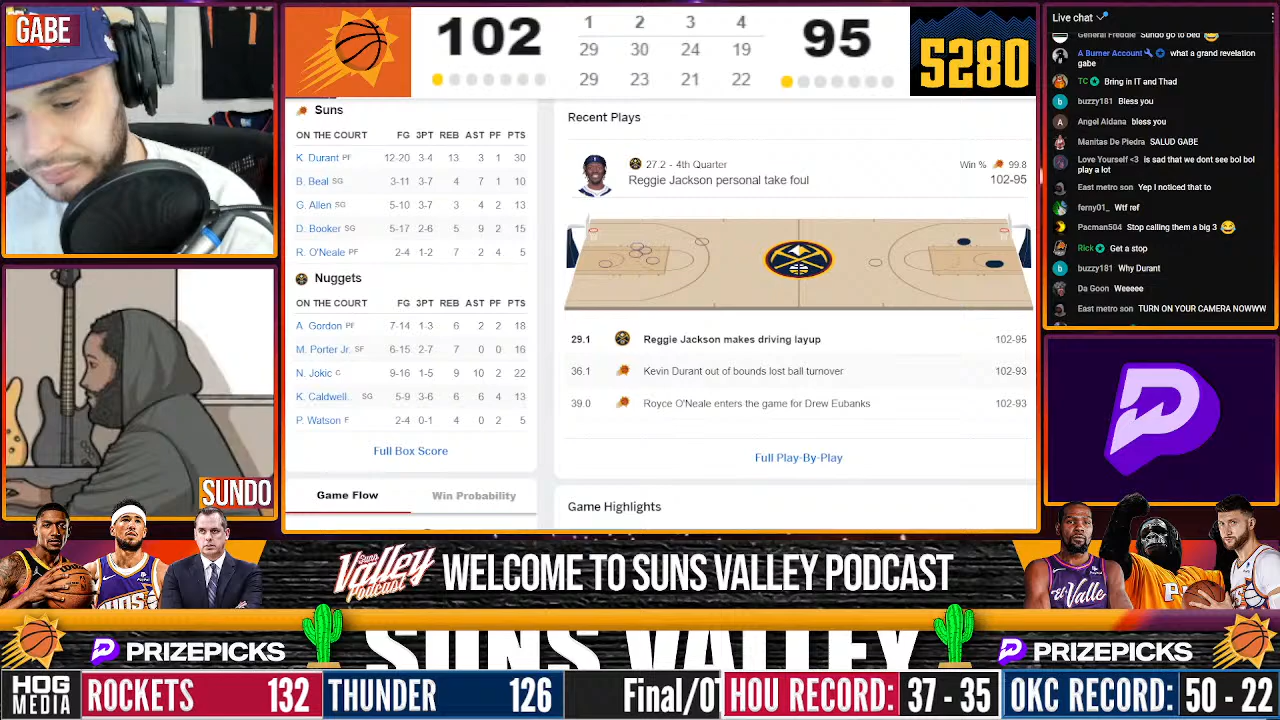 GABE
102
1 2 3 4
29 30 24 19
29 23 21 22
95
5280
Suns
ON THE COURT FG 3PT REB AST PF PTS
K. Durant PF 12-20 3-4 13 3 1 30
B. Beal SG 3-11 3-7 4 7 1 10
G. Allen SG 5-10 3-7 3 4 2 13
D. Booker SG 5-17 2-6 5 9 2 15
R. O'Neale PF 2-4 1-2 7 2 4 5
Nuggets
ON THE COURT FG 3PT REB AST PF PTS
A. Gordon PF 7-14 1-3 6 2 2 18
M. Porter Jr. SF 6-15 2-7 7 0 0 16
N. Jokic C 9-16 1-5 9 10 2 22
K. Caldwell.. SG 5-9 3-6 6 6 4 13
P. Watson F 2-4 0-1 4 0 2 5
Full Box Score
Game Flow
Win Probability
Recent Plays
27.2 - 4th Quarter
Win % 99.8
Reggie Jackson personal take foul
102-95
29.1 Reggie Jackson makes driving layup 102-95
36.1 Kevin Durant out of bounds lost ball turnover 102-93
39.0 Royce O'Neale enters the game for Drew Eubanks 102-93
Full Play-By-Play
Game Highlights
Live chat
General Freddie Sundo go to bed
A Burner Account what a grand revelation
gabe
TC Bring in IT and Thad
buzzy181 Bless you
Angel Aldana bless you
Manitas De Piedra SALUD GABE
Love Yourself <3 is sad that we dont see bol bol
play a lot
East metro son Yep I noticed that to
ferny01_ Wtf ref
Pacman504 Stop calling them a big 3
Rick Get a stop
buzzy181 Why Durant
Da Goon Weeeee
East metro son TURN ON YOUR CAMERA NOWWW
SUNDO
Suns
Valley
Podcast
WELCOME TO SUNS VALLEY PODCAST
SUNS
El Valle
PRIZEPICKS
SUNS VALLEY
PRIZEPICKS
HOG
MEDIA
ROCKETS 132
THUNDER 126
Final/OT
HOU RECORD: 37 - 35
OKC RECORD: 50 - 22